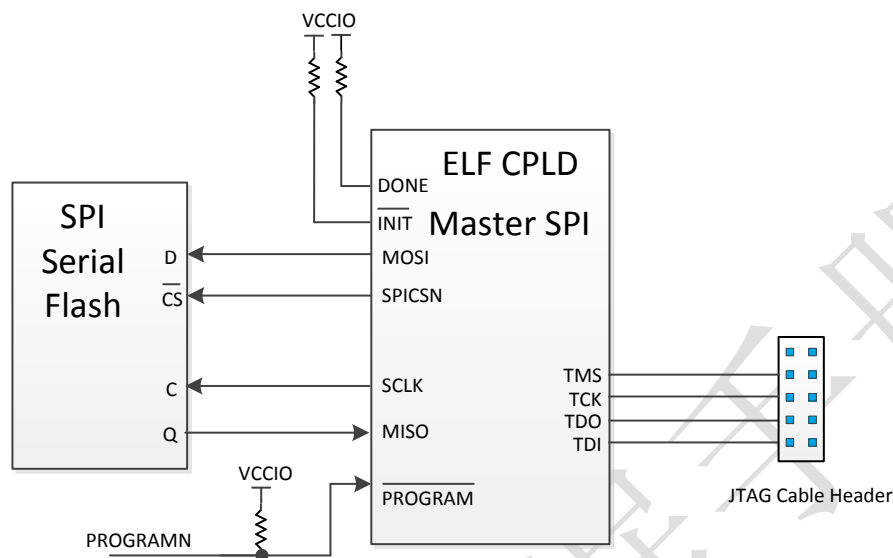 VCCIO
ELF CPLD
Master SPI
DONE
INIT
MOSI
SPICSN
SCLK
MISO
PROGRAM
SPI
Serial
Flash
D
CS
C
Q
TMS
TCK
TDO
TDI
JTAG Cable Header
VCCIO
PROGRAMN